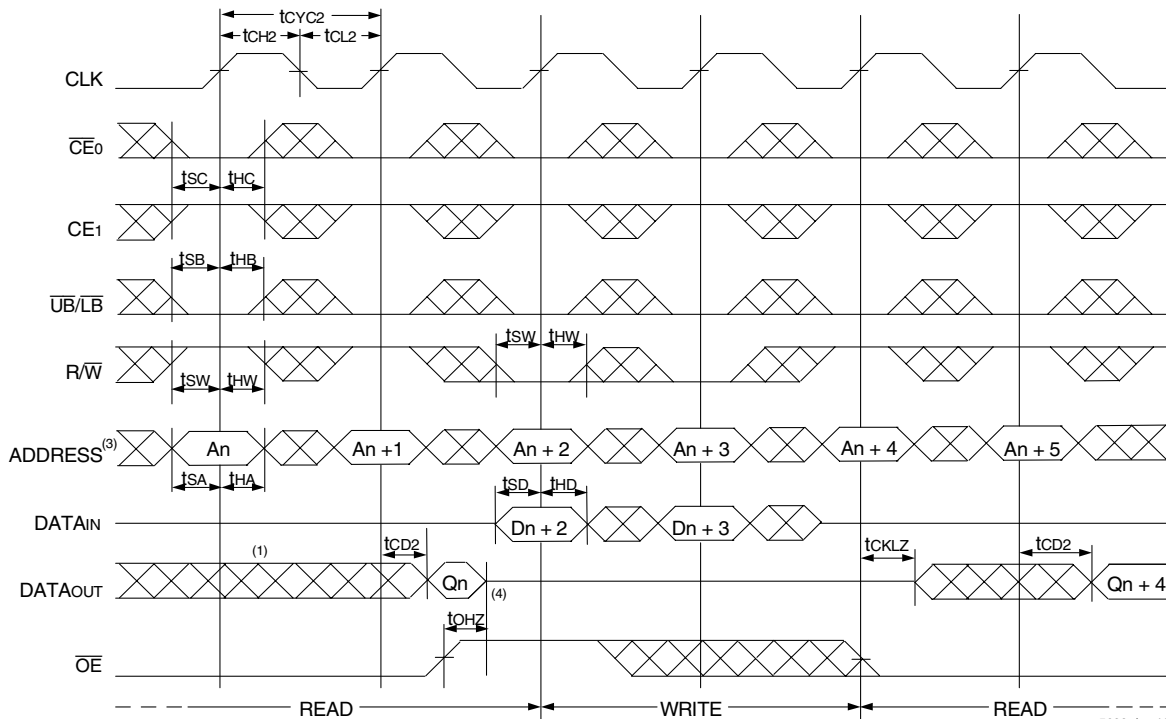 tCYC2
tCH2 tCL2
CLK
CE0
tSC tHC
CE1
tSB tHB
UB/LB
tSW tHW
R/W
tSW tHW
ADDRESS(3) An An +1 An + 2 An + 3 An + 4 An + 5
tSA tHA
tSD tHD
DATAIN Dn + 2 Dn + 3
tCD2 tCKLZ tCD2
(1)
DATAOUT Qn (4) Qn + 4
tOHZ
OE
READ WRITE READ